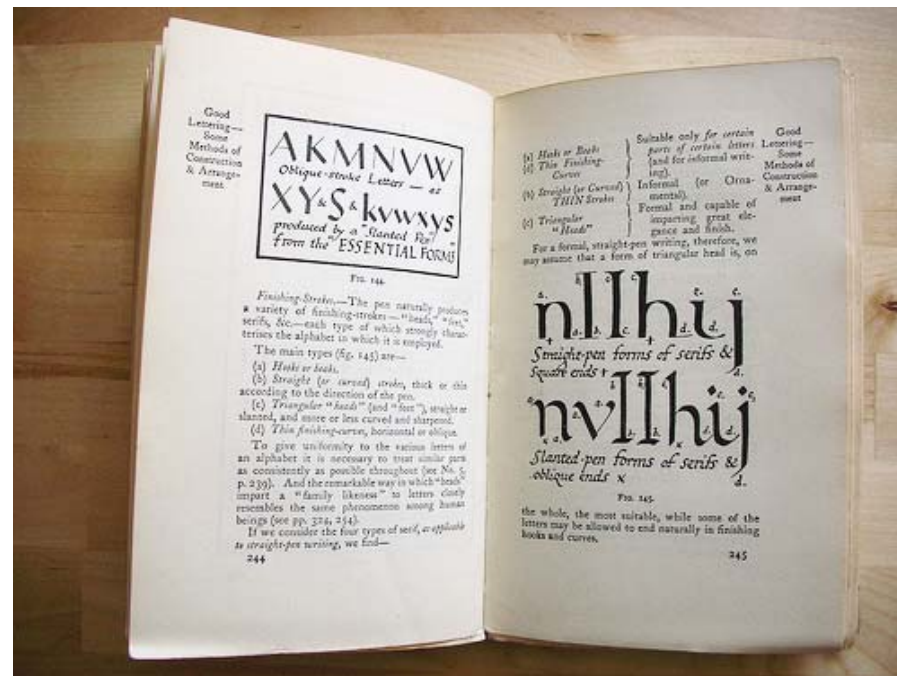 Good
Lettering—
Some
Methods of
Construction
& Arrange-
ment
AKMNVW
Oblique-stroke Letters — as
XY&S & kvwxys
produced by a "Slanted Pen"
from the "ESSENTIAL FORMS"
FIG. 144.
Finishing-Strokes.—The pen naturally produces
a variety of finishing-strokes—"heads," "feet,"
serifs, &c.—each type of which strongly charac-
terises the alphabet in which it is employed.
The main types (fig. 145) are—
(a) Hooks or beaks.
(b) Straight (or curved) strokes, thick or thin
according to the direction of the pen.
(c) Triangular "heads" (and "feet"), straight or
slanted, and more or less curved and sharpened.
(d) Thin finishing-curves, horizontal or oblique.
To give uniformity to the various letters of
an alphabet it is necessary to treat similar parts
as consistently as possible throughout (see No. 5,
p. 239). And the remarkable way in which "heads"
impart a "family likeness" to letters closely
resembles the same phenomenon among human
beings (see pp. 324, 254).
If we consider the four types of serif, as applicable
to straight-pen writing, we find—
244
Good
Lettering—
Some
Methods of
Construction
& Arrange-
ment
(a) Hooks or Beaks
(d) Thin Finishing-
Curves
Suitable only for certain
parts of certain letters
(and for informal writ-
ing).
(b) Straight (or Curved)
THIN Strokes
Informal (or Orna-
mental).
(c) Triangular
"Heads"
Formal and capable of
imparting great ele-
gance and finish.
For a formal, straight-pen writing, therefore, we
may assume that a form of triangular head is, on
a. b. c. e. c.
nllhij
a. b. c. d. d. d.
Straight-pen forms of serifs &
Square ends +
nvllhij
Slanted-pen forms of serifs &
oblique ends x
FIG. 145.
the whole, the most suitable, while some of the
letters may be allowed to end naturally in finishing
hooks and curves.
245